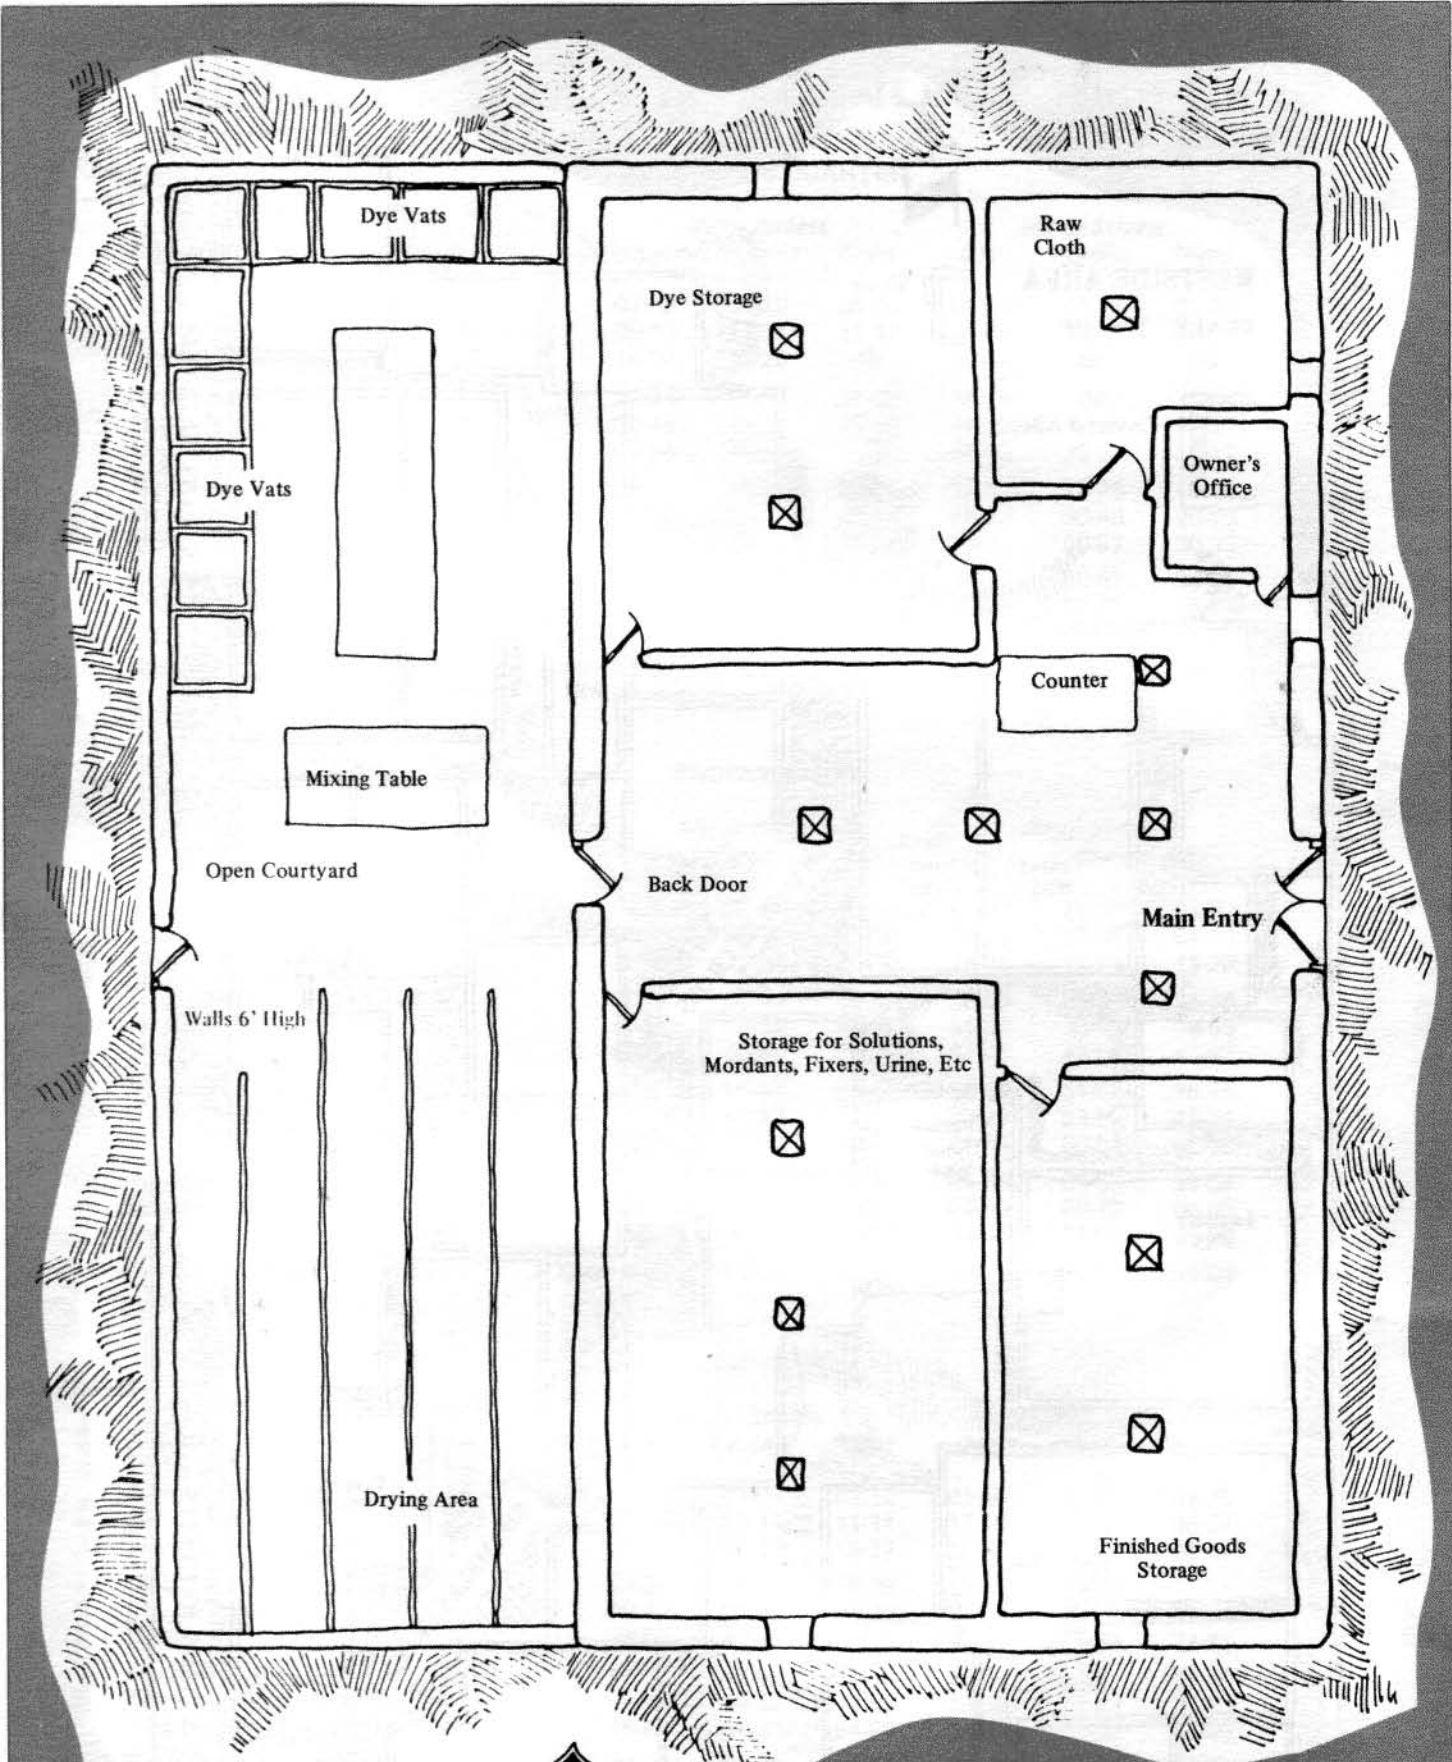 Dye Vats
Raw
Cloth
Dye Storage
Owner's
Office
Dye Vats
Counter
Mixing Table
Open Courtyard
Back Door
Main Entry
Walls 6' High
Storage for Solutions,
Mordants, Fixers, Urine, Etc
Drying Area
Finished Goods
Storage